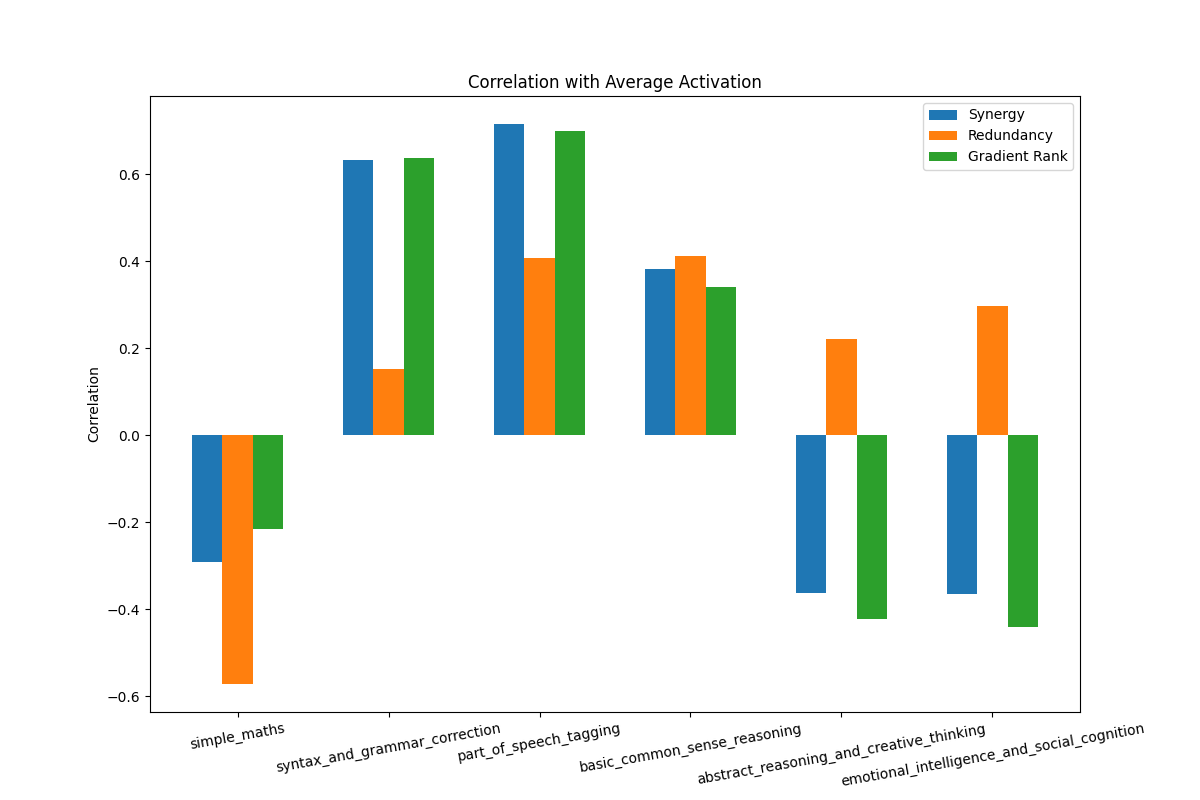 Correlation with Average Activation
Synergy
Redundancy
Gradient Rank
Correlation
0.6
0.4
0.2
0.0
−0.2
−0.4
−0.6
simple_maths
syntax_and_grammar_correction
part_of_speech_tagging
basic_common_sense_reasoning
abstract_reasoning_and_creative_thinking
emotional_intelligence_and_social_cognition